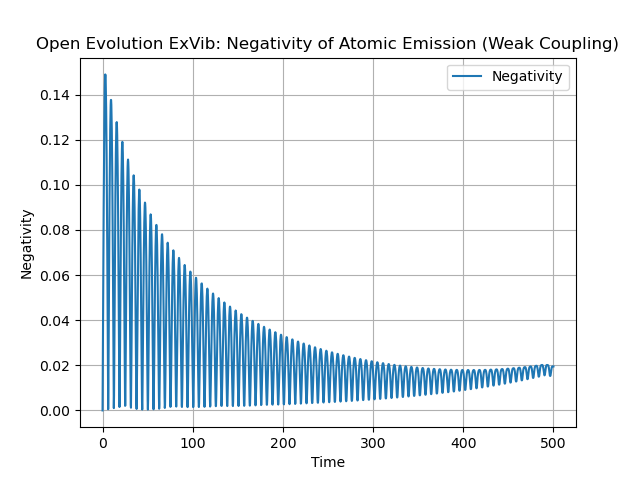 Open Evolution ExVib: Negativity of Atomic Emission (Weak Coupling)
Negativity
0.14
0.12
0.10
0.08
0.06
0.04
0.02
0.00
Negativity
0 100 200 300 400 500
Time